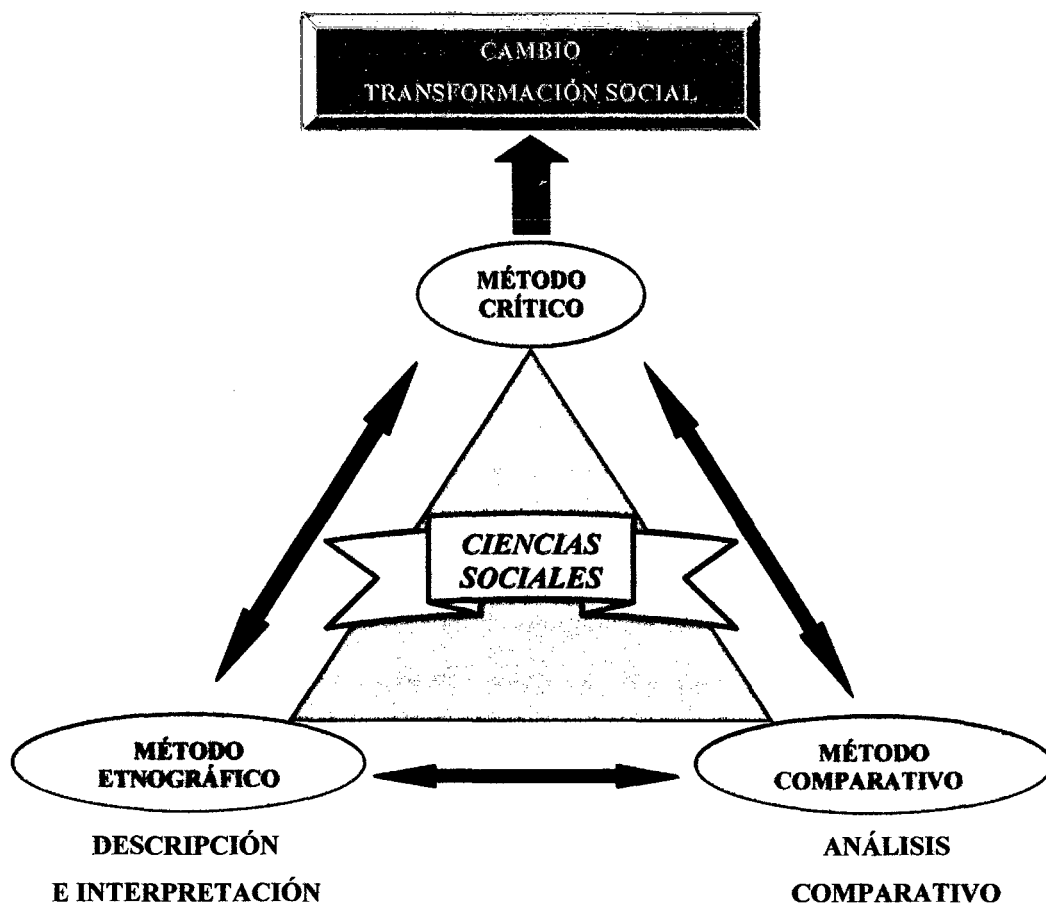 CAMBIO
TRANSFORMACIÓN SOCIAL
MÉTODO
CRÍTICO
CIENCIAS
SOCIALES
MÉTODO
ETNOGRÁFICO
MÉTODO
COMPARATIVO
DESCRIPCIÓN
E INTERPRETACIÓN
ANÁLISIS
COMPARATIVO